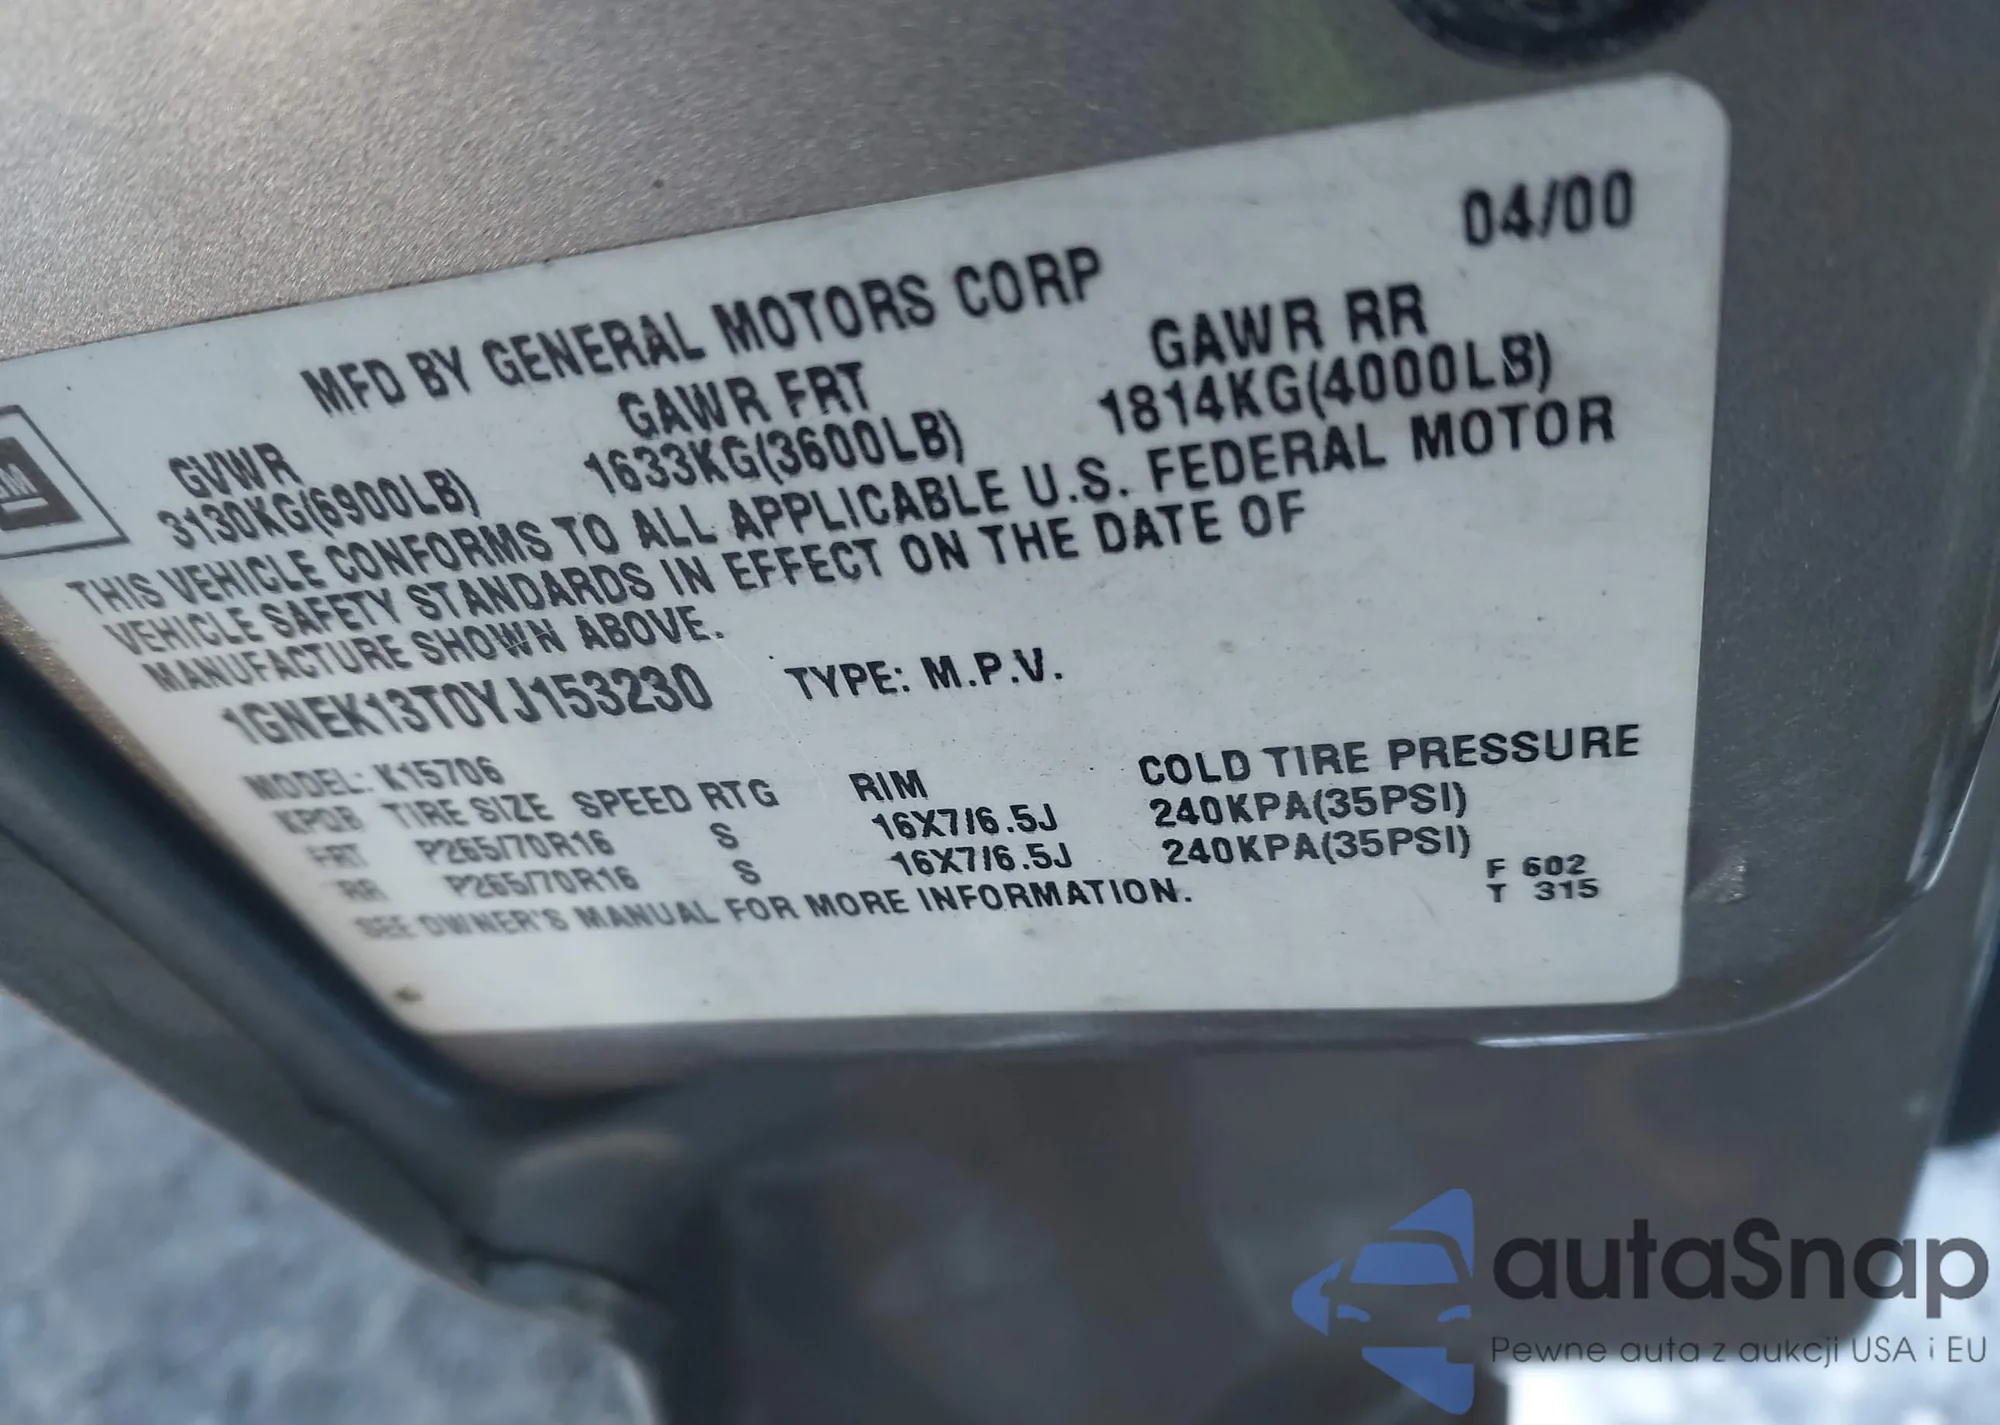 04/00
MFD BY GENERAL MOTORS CORP
GVWR GAWR FRT GAWR RR
3130KG(6900LB) 1633KG(3600LB) 1814KG(4000LB)
THIS VEHICLE CONFORMS TO ALL APPLICABLE U.S. FEDERAL MOTOR
VEHICLE SAFETY STANDARDS IN EFFECT ON THE DATE OF
MANUFACTURE SHOWN ABOVE.
1GNEK13T0YJ153230 TYPE: M.P.V.
MODEL: K15706
TIRE SIZE SPEED RTG RIM COLD TIRE PRESSURE
FRT P265/70R16 S 16X7/6.5J 240KPA(35PSI)
RR P265/70R16 S 16X7/6.5J 240KPA(35PSI)
SEE OWNER'S MANUAL FOR MORE INFORMATION.
F 602
T 315
autaSnap
Pewne auta z aukcji USA i EU